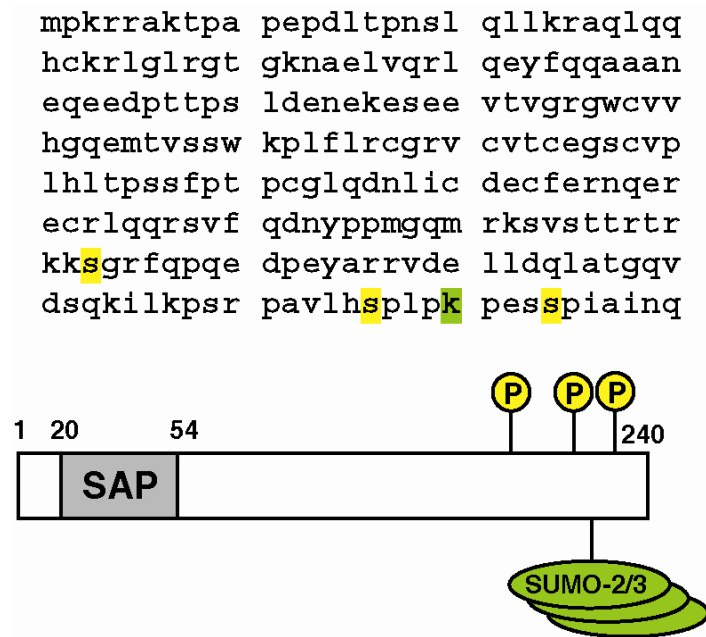 mpkrraktpa pepdltpnsl qllkraqlqq
hckrlglrgt gknaelvqrl qeyfqqaaan
eqeedpttps ldenekesee vtvgrgwcvv
hgqemtvssw kplflrcgrv cvtcegscvp
lhltpssfpt pcglqdnlic decfernqer
ecrlqqrsvf qdnyppmgqm rksvsttrtr
kksgrfqpqe dpeyarrvde lldqlatgqv
dsqkilkpsr pavlhsplpk pesspiainq
P P P
1 20 54 240
SAP
SUMO-2/3